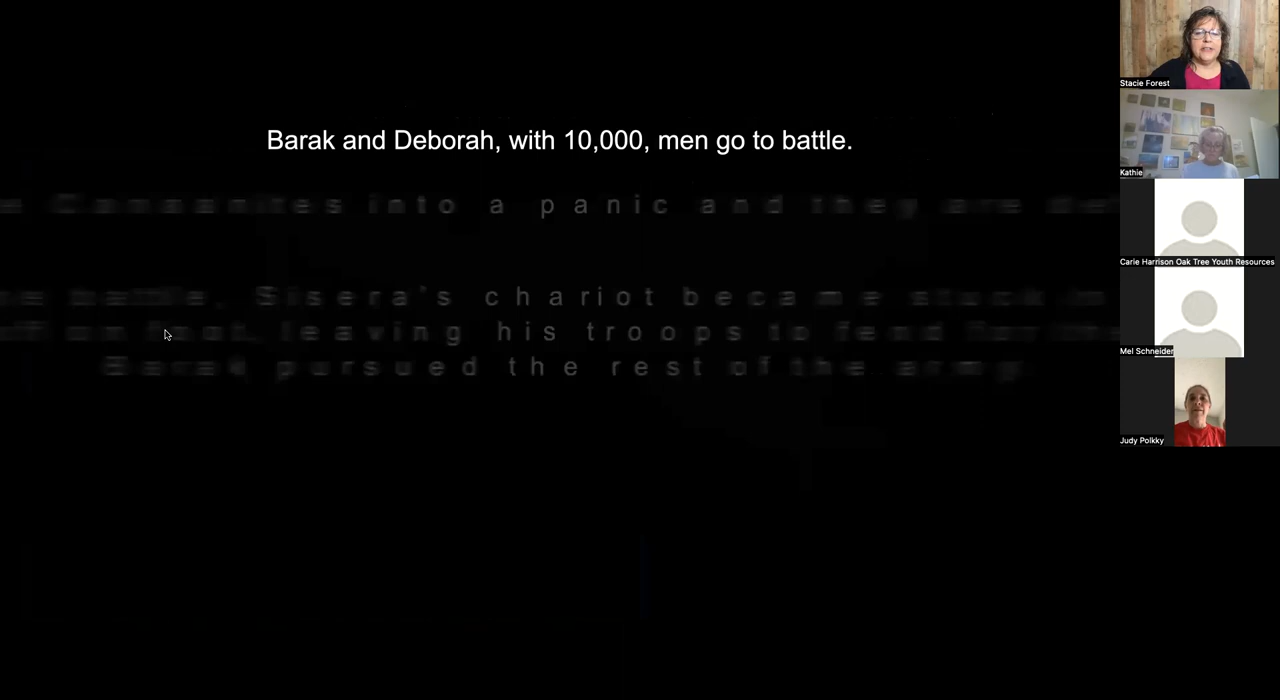 Barak and Deborah, with 10,000, men go to battle.
Canaanites into a panic and they are
battle, Sisera's chariot became stuck in
on foot, leaving his troops to fend
Barak pursued the rest of the army.
Stacie Forest
Kathie
Carie Harrison Oak Tree Youth Resources
Mel Schneider
Judy Polkky